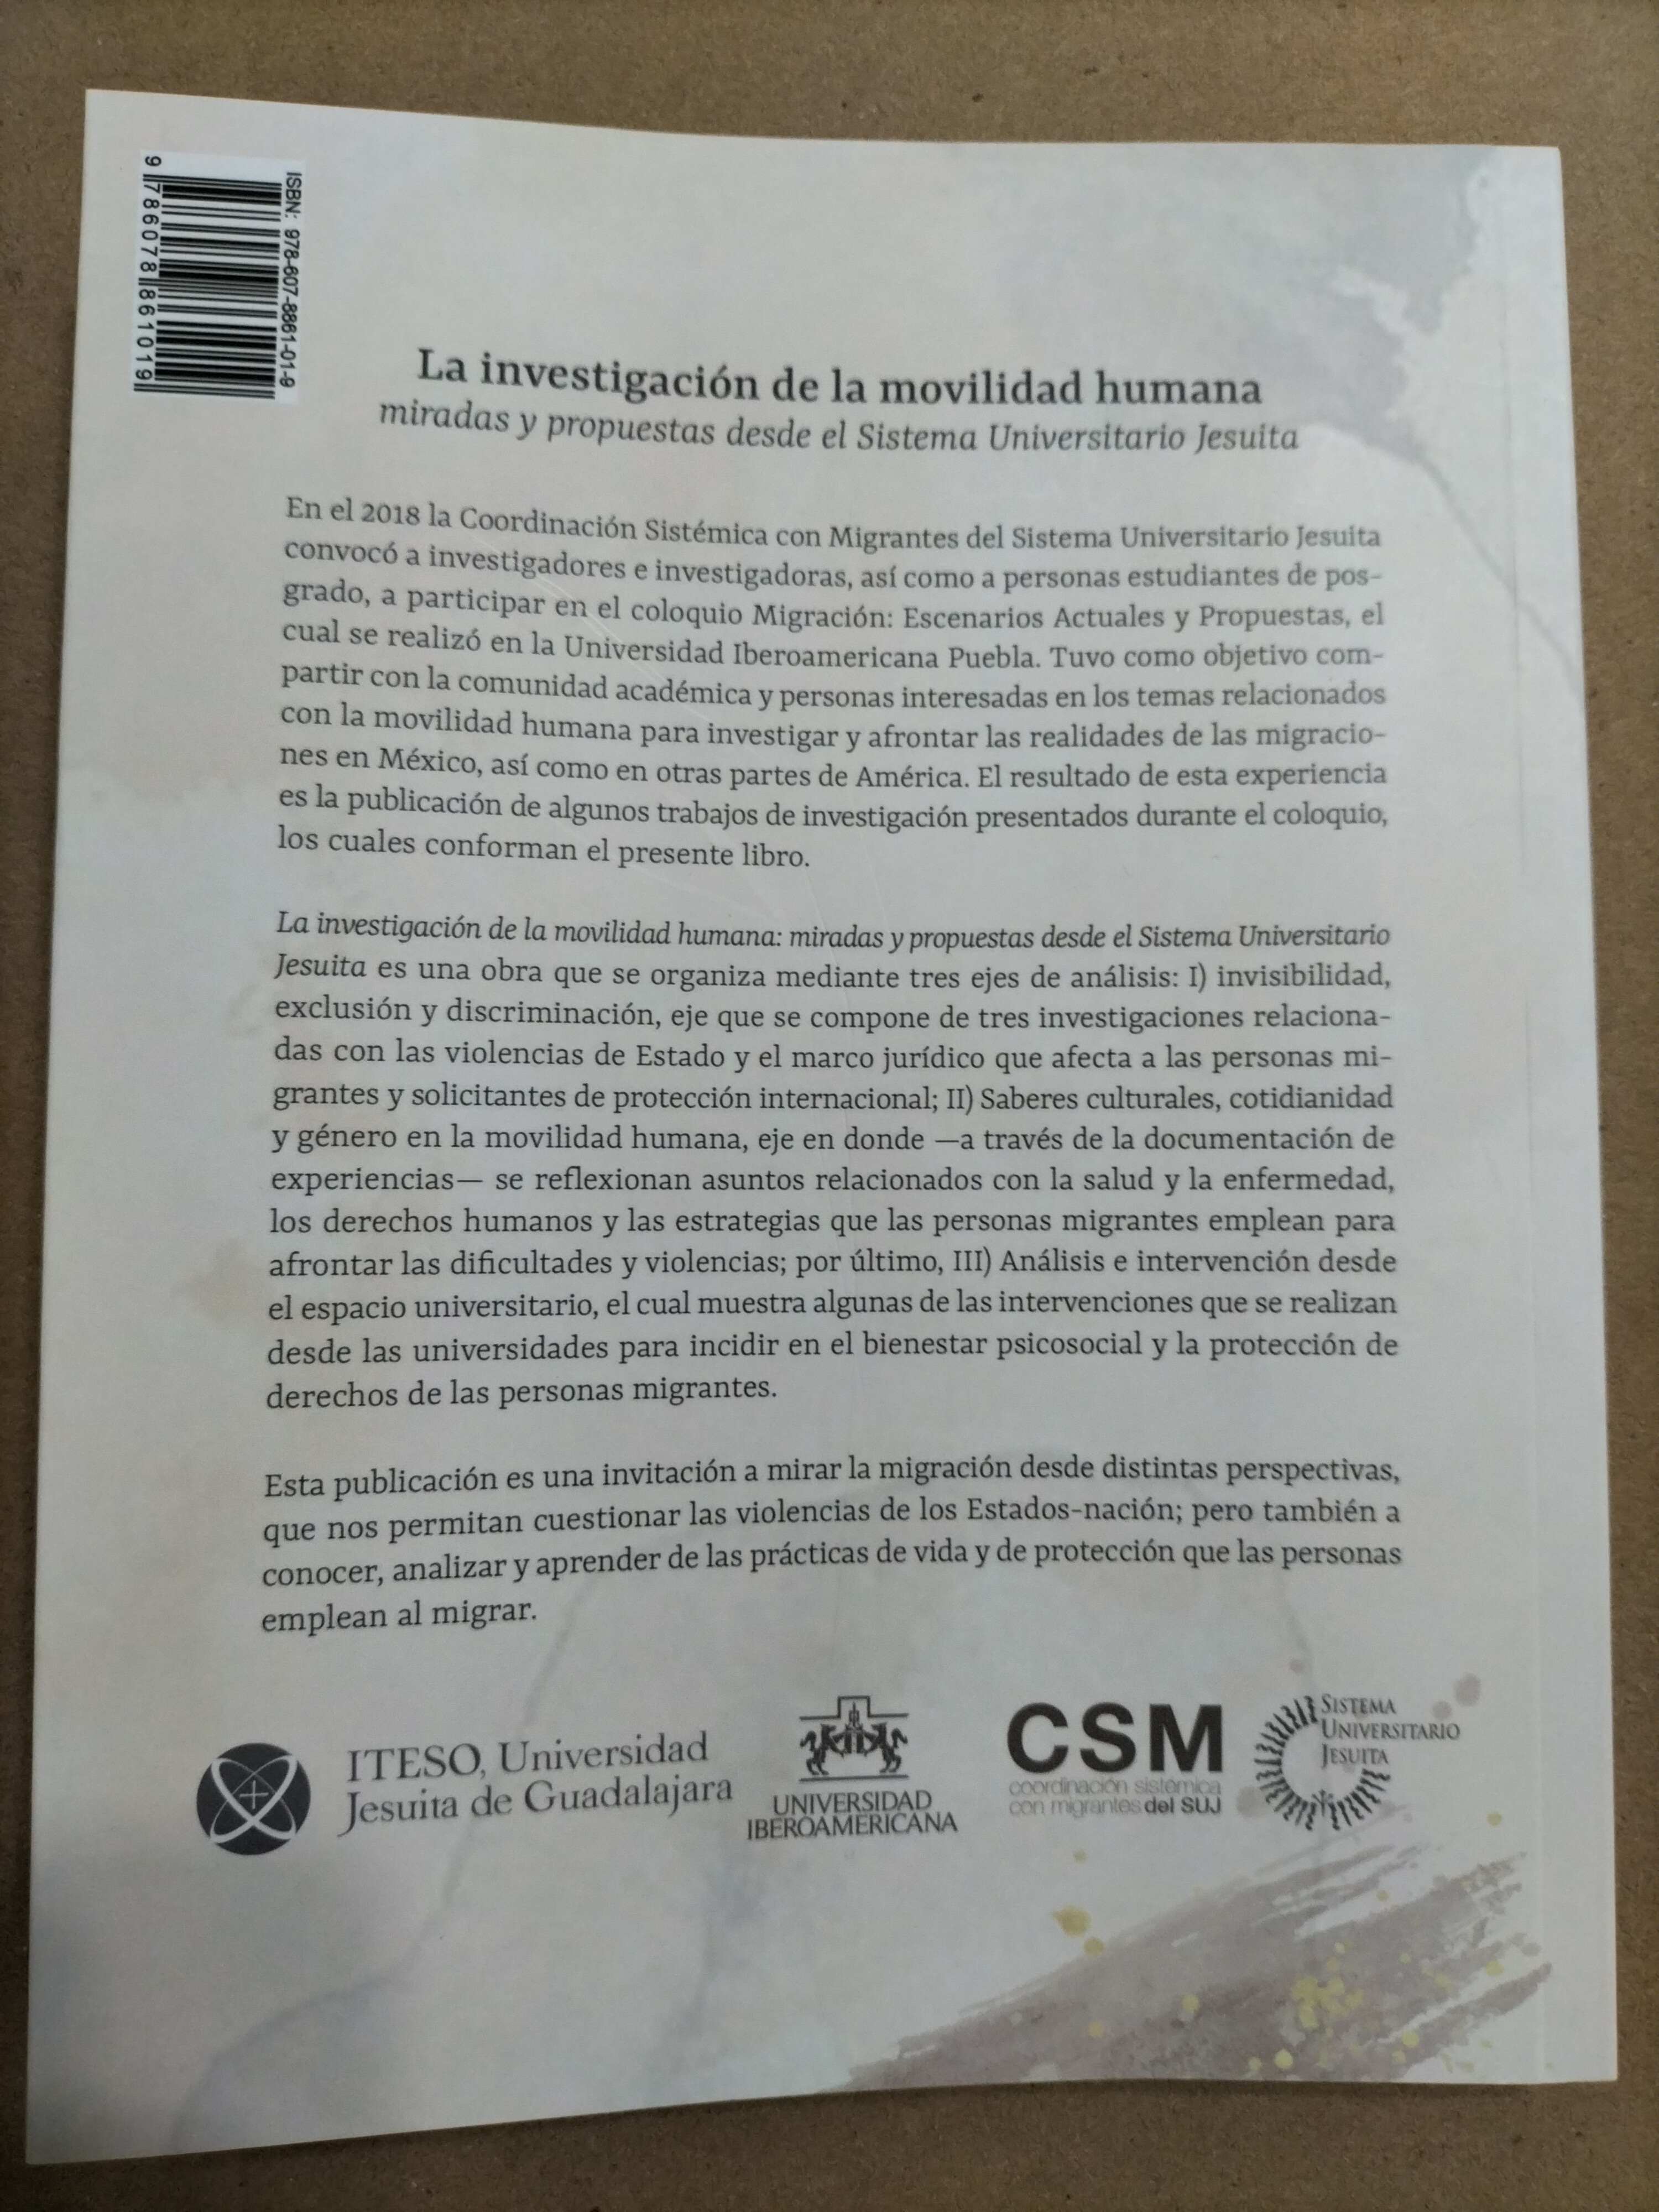 ISBN: 978-607-8861-01-9
9 786078 861019
La investigación de la movilidad humana
miradas y propuestas desde el Sistema Universitario Jesuita
En el 2018 la Coordinación Sistémica con Migrantes del Sistema Universitario Jesuita
convocó a investigadores e investigadoras, así como a personas estudiantes de pos-
grado, a participar en el coloquio Migración: Escenarios Actuales y Propuestas, el
cual se realizó en la Universidad Iberoamericana Puebla. Tuvo como objetivo com-
partir con la comunidad académica y personas interesadas en los temas relacionados
con la movilidad humana para investigar y afrontar las realidades de las migracio-
nes en México, así como en otras partes de América. El resultado de esta experiencia
es la publicación de algunos trabajos de investigación presentados durante el coloquio,
los cuales conforman el presente libro.
La investigación de la movilidad humana: miradas y propuestas desde el Sistema Universitario
Jesuita es una obra que se organiza mediante tres ejes de análisis: I) invisibilidad,
exclusión y discriminación, eje que se compone de tres investigaciones relaciona-
das con las violencias de Estado y el marco jurídico que afecta a las personas mi-
grantes y solicitantes de protección internacional; II) Saberes culturales, cotidianidad
y género en la movilidad humana, eje en donde —a través de la documentación de
experiencias— se reflexionan asuntos relacionados con la salud y la enfermedad,
los derechos humanos y las estrategias que las personas migrantes emplean para
afrontar las dificultades y violencias; por último, III) Análisis e intervención desde
el espacio universitario, el cual muestra algunas de las intervenciones que se realizan
desde las universidades para incidir en el bienestar psicosocial y la protección de
derechos de las personas migrantes.
Esta publicación es una invitación a mirar la migración desde distintas perspectivas,
que nos permitan cuestionar las violencias de los Estados-nación; pero también a
conocer, analizar y aprender de las prácticas de vida y de protección que las personas
emplean al migrar.
ITESO, Universidad
Jesuita de Guadalajara
UNIVERSIDAD
IBEROAMERICANA
CSM
coordinación sistémica
con migrantes del SUJ
SISTEMA
UNIVERSITARIO
JESUITA